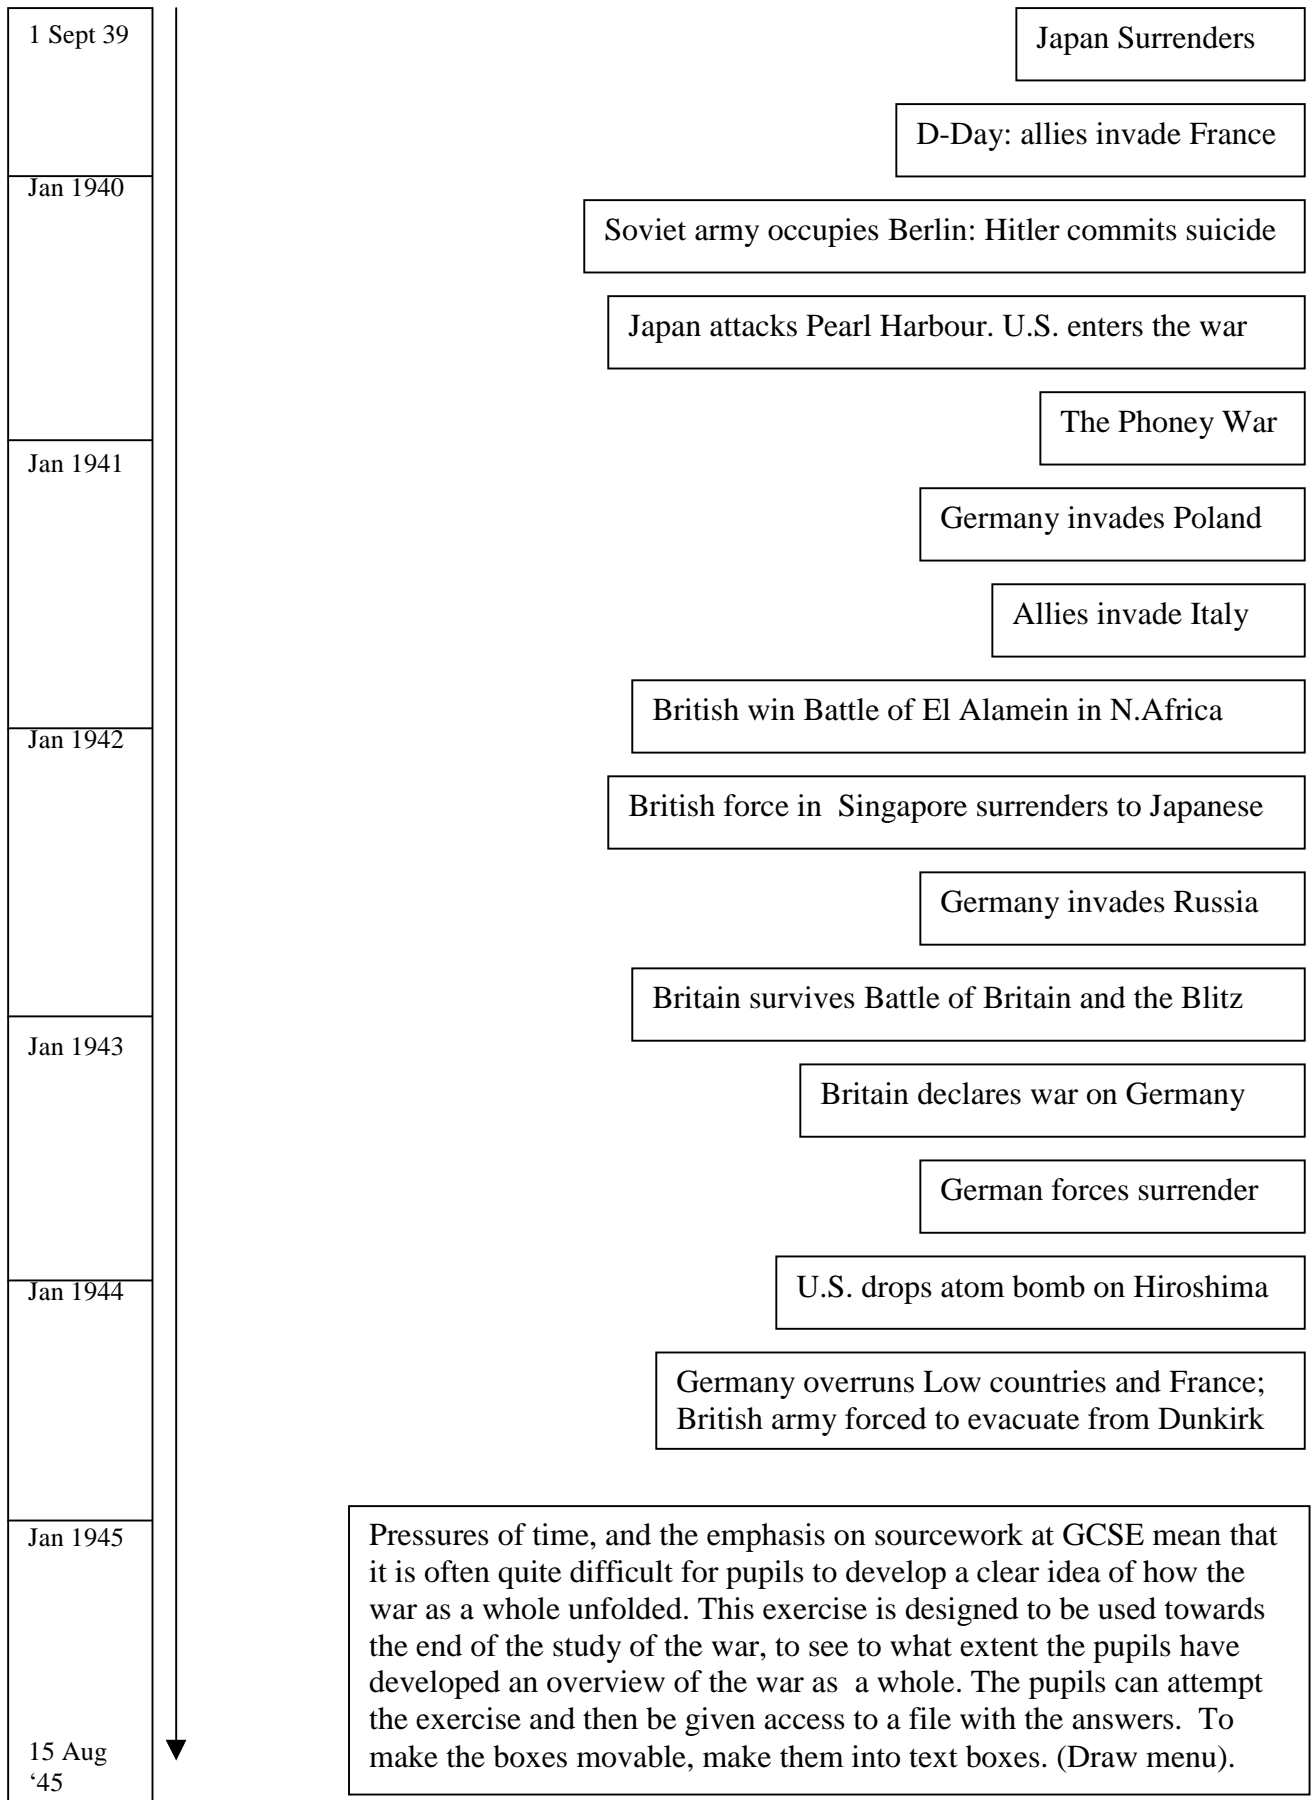 1 Sept 39
Jan 1940
Jan 1941
Jan 1942
Jan 1943
Jan 1944
Jan 1945
15 Aug
‘45
Japan Surrenders
D-Day: allies invade France
Soviet army occupies Berlin: Hitler commits suicide
Japan attacks Pearl Harbour. U.S. enters the war
The Phoney War
Germany invades Poland
Allies invade Italy
British win Battle of El Alamein in N.Africa
British force in  Singapore surrenders to Japanese
Germany invades Russia
Britain survives Battle of Britain and the Blitz
Britain declares war on Germany
German forces surrender
U.S. drops atom bomb on Hiroshima
Germany overruns Low countries and France;
British army forced to evacuate from Dunkirk
Pressures of time, and the emphasis on sourcework at GCSE mean that
it is often quite difficult for pupils to develop a clear idea of how the
war as a whole unfolded. This exercise is designed to be used towards
the end of the study of the war, to see to what extent the pupils have
developed an overview of the war as  a whole. The pupils can attempt
the exercise and then be given access to a file with the answers.  To
make the boxes movable, make them into text boxes. (Draw menu).